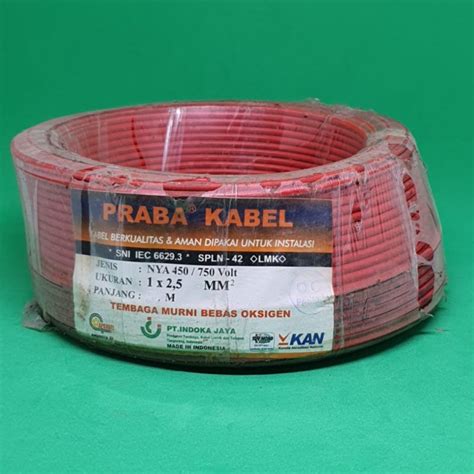 PRABA® KABEL
KABEL BERKUALITAS & AMAN DIPAKAI UNTUK INSTALASI
* SNI IEC 6629.3 * SPLN - 42 ◇LMK◇
JENIS : NYA 450 / 750 Volt
UKURAN : 1 x 2,5 MM²
PANJANG : M
TEMBAGA MURNI BEBAS OKSIGEN
PT.INDOKA JAYA
MADE IN INDONESIA
KAN